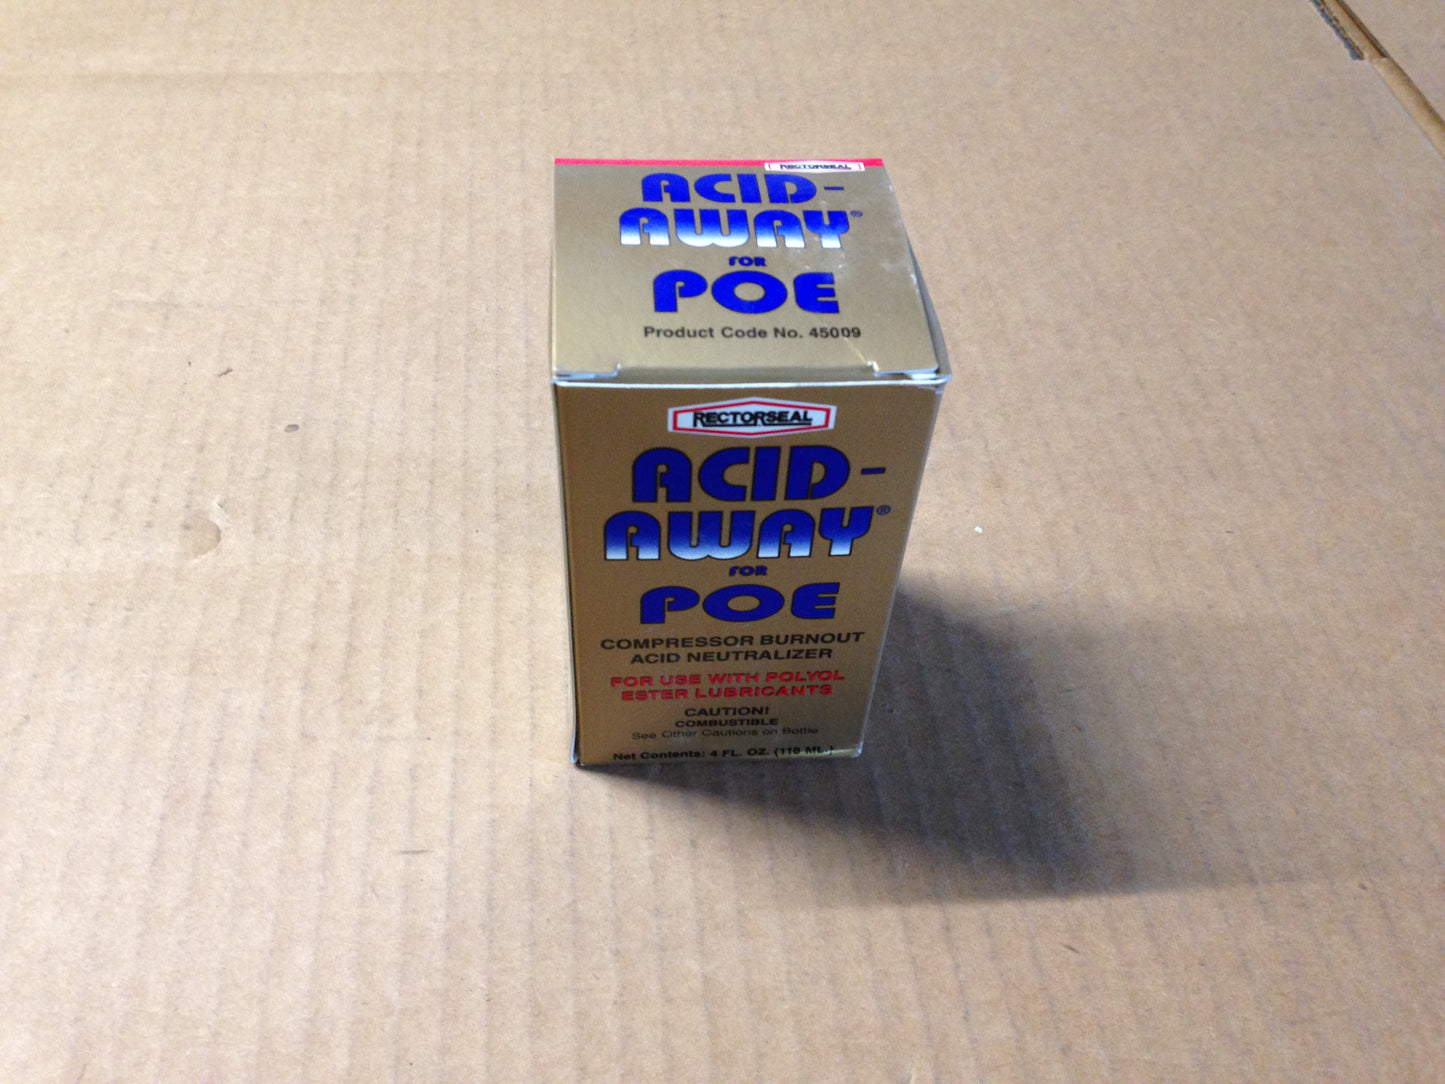 RECTORSEAL
ACID-
AWAY®
FOR
POE
Product Code No. 45009
RECTORSEAL
ACID-
AWAY®
FOR
POE
COMPRESSOR BURNOUT
ACID NEUTRALIZER
FOR USE WITH POLYOL
ESTER LUBRICANTS
CAUTION!
COMBUSTIBLE
See Other Cautions on Bottle
Net Contents: 4 FL. OZ. (118 ML.)